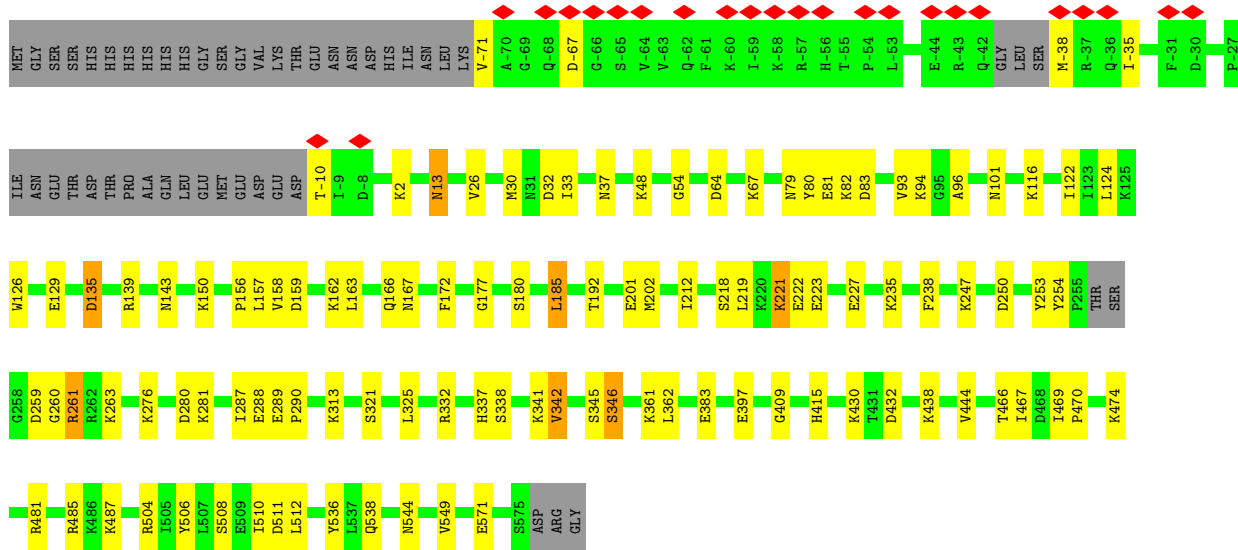 MET GLY SER SER HIS HIS HIS HIS HIS HIS HIS GLY SER GLY VAL LYS THR GLU ASN ASN ASP HIS ILE ASN LEU LYS V-71 A-70 G-69 Q-68 D-67 G-66 S-65 V-64 V-63 Q-62 F-61 K-60 I-59 K-58 R-57 H-56 T-55 P-54 L-53 E-44 R-43 Q-42 GLY LEU SER M-38 R-37 Q-36 I-35 F-31 D-30 P-27
ILE ASN GLU THR ASP THR PRO ALA GLN LEU GLU MET GLU ASP GLU ASP T-10 I-9 D-8 K2 N13 V26 M30 N31 D32 I33 N37 K48 G54 D64 K67 N79 Y80 E81 K82 D83 V93 K94 G95 A96 N101 K116 I122 I123 L124 K125
W126 E129 D135 R139 N143 K150 P156 L157 V158 D159 K162 L163 Q166 N167 F172 G177 S180 L185 T192 E201 M202 I212 S218 L219 K220 K221 E222 E223 E227 K235 F238 K247 D250 Y253 Y254 P255 THR SER
G258 D259 G260 R261 R262 K263 K276 D280 K281 I287 E288 E289 P290 K313 S321 L325 R332 H337 S338 K341 V342 S345 S346 K361 L362 E383 E397 G409 H415 K430 T431 D432 K438 V444 T466 I467 D468 I469 P470 K474
R481 R485 K486 K487 R504 I505 Y506 L507 S508 E509 I510 D511 L512 Y536 L537 Q538 N544 V549 E571 S575 ASP ARG GLY